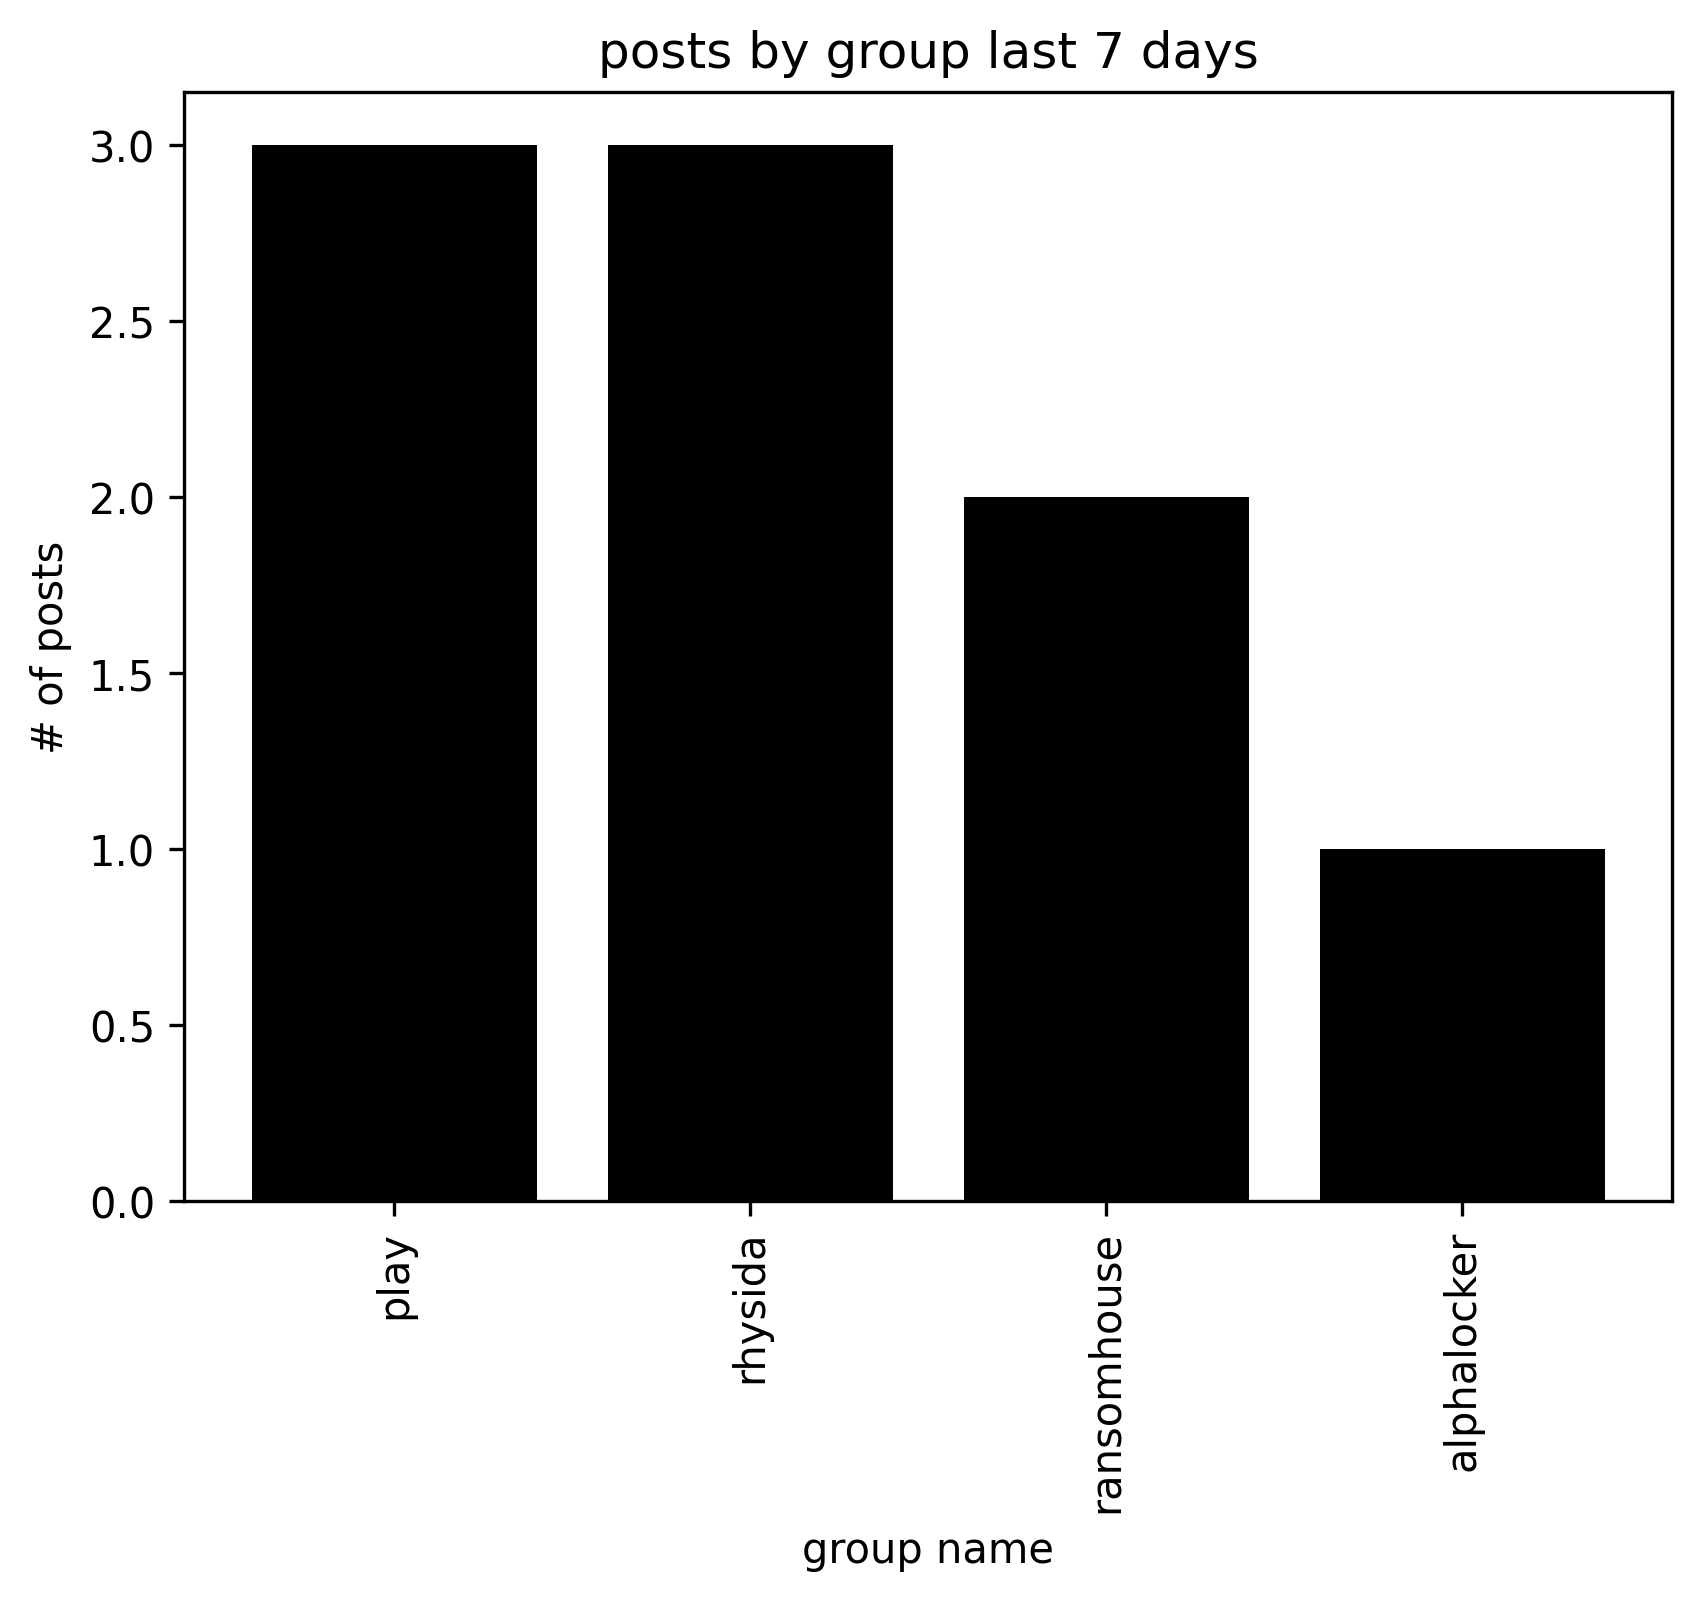 posts by group last 7 days
# of posts
3.0
2.5
2.0
1.5
1.0
0.5
0.0
play
rhysida
ransomhouse
alphalocker
group name